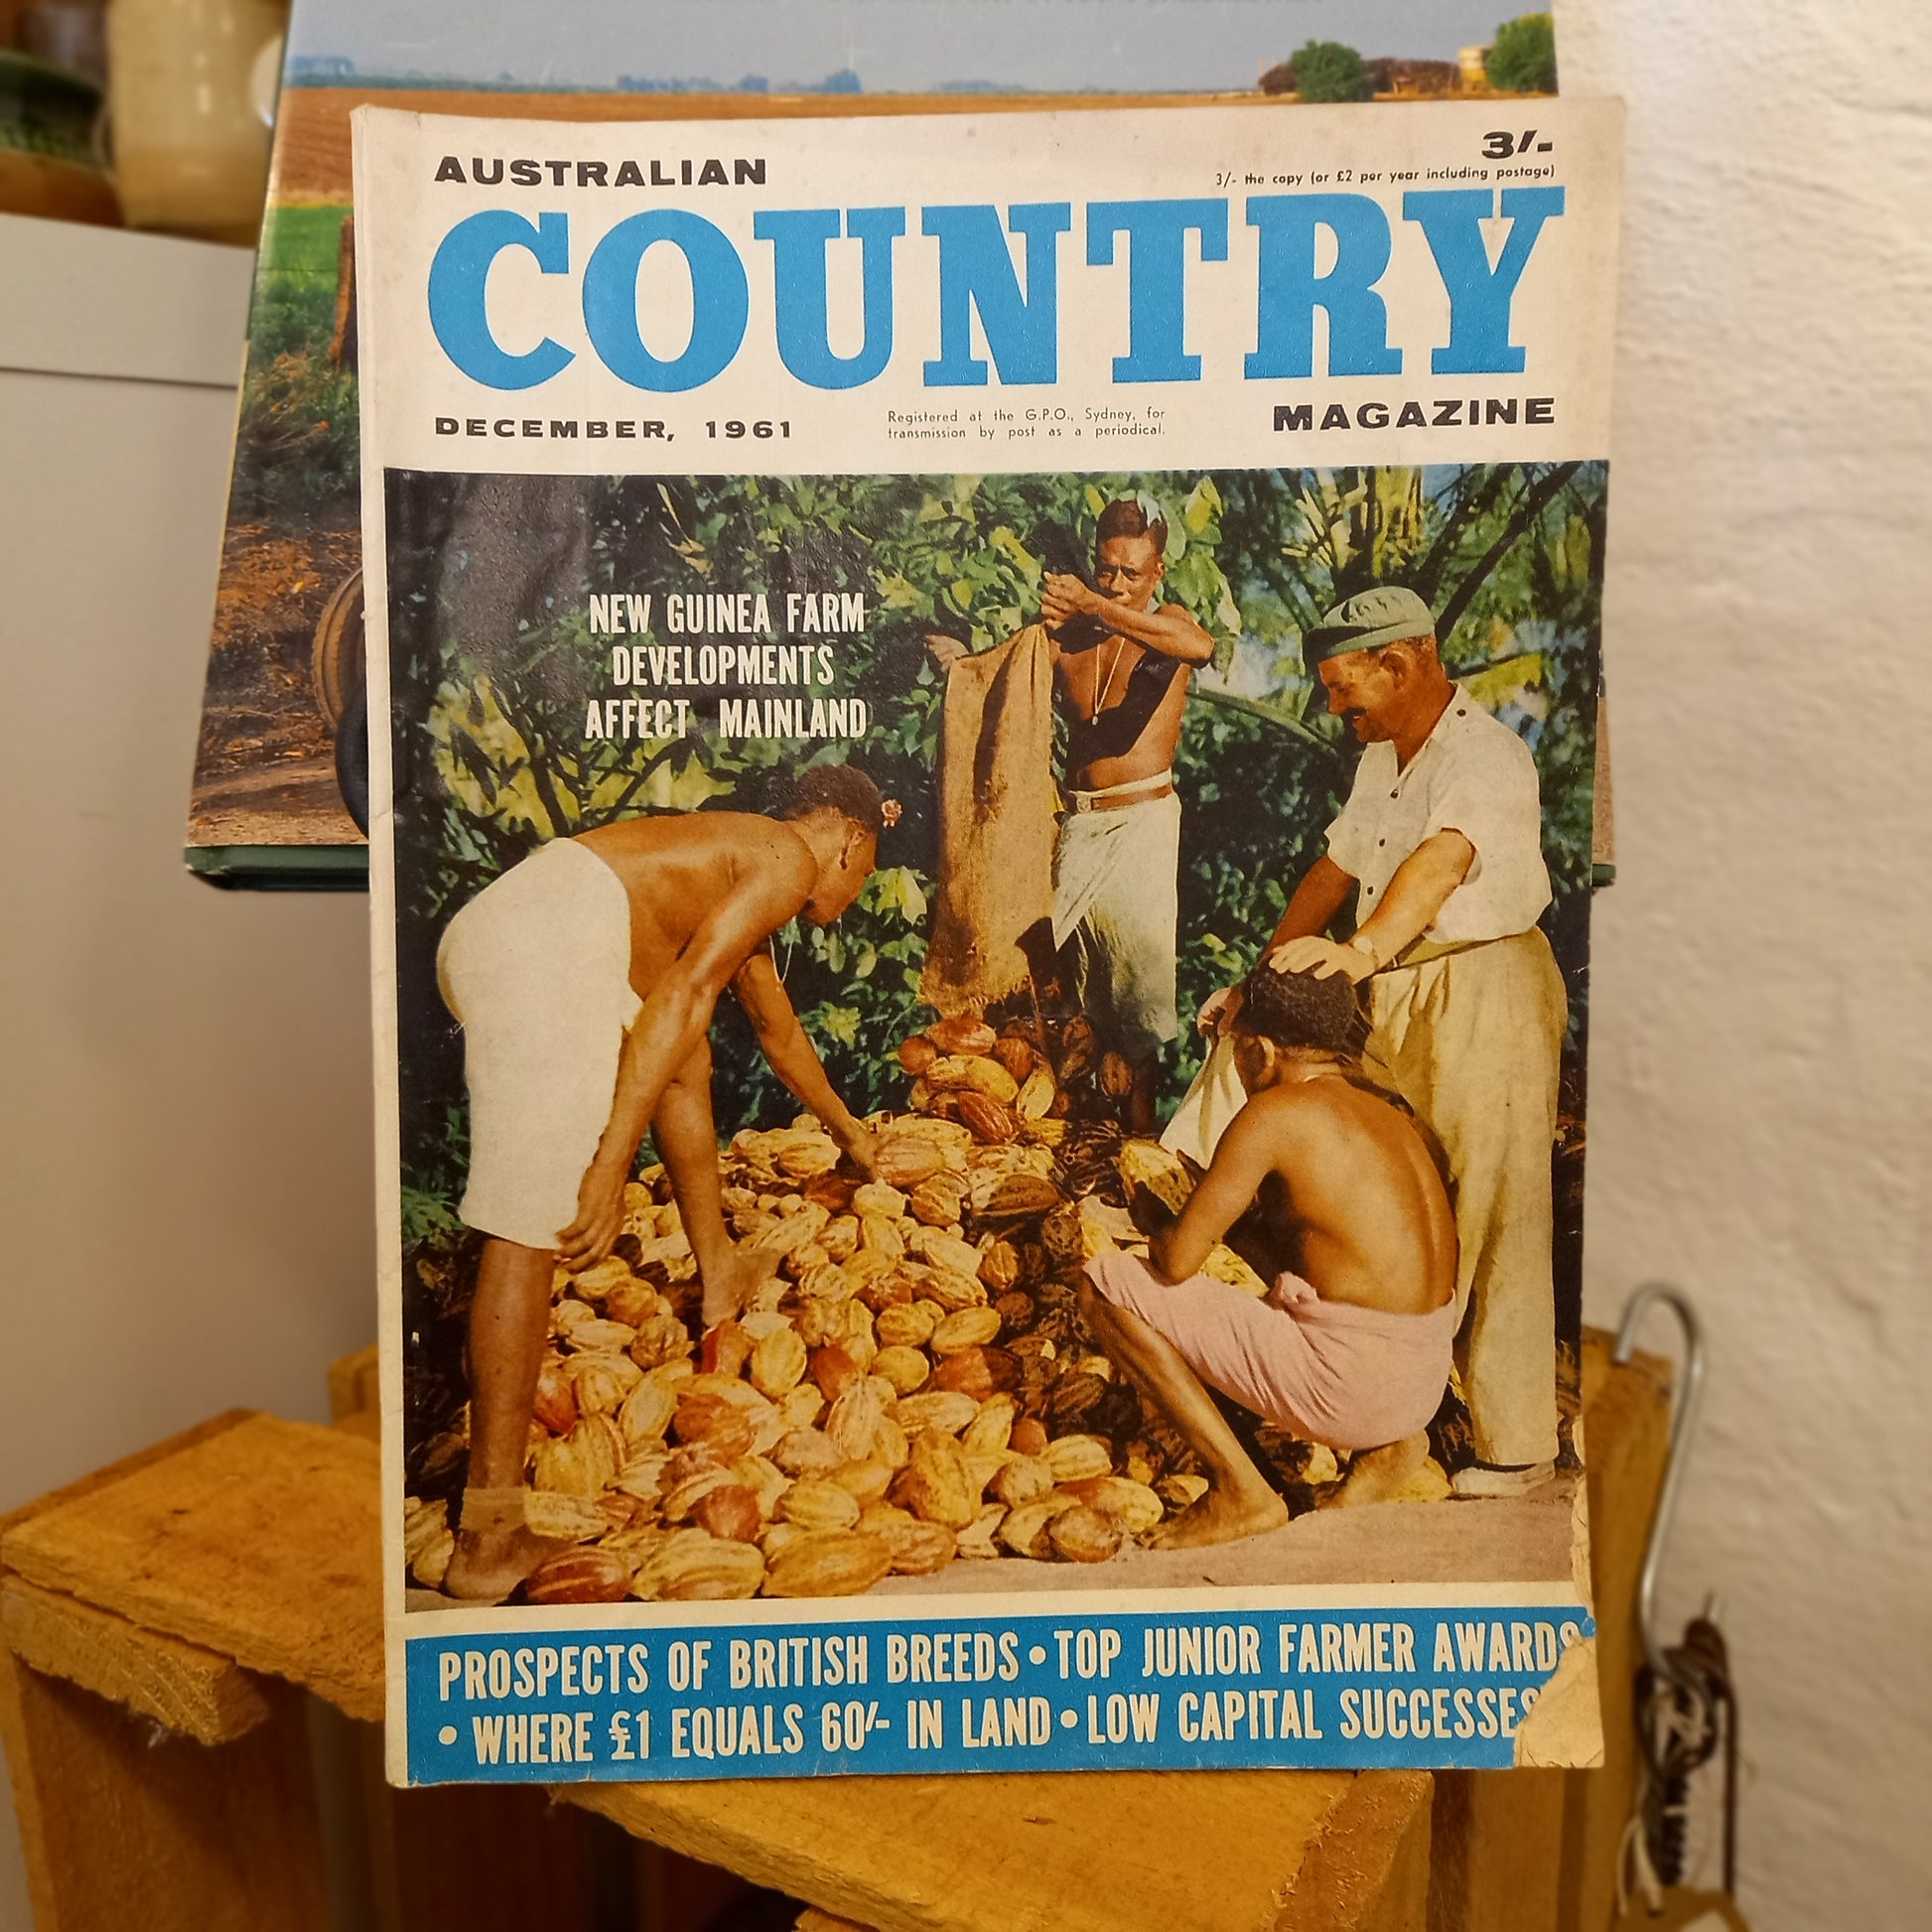 AUSTRALIAN
3/-
3/- the copy (or £2 per year including postage)
COUNTRY
DECEMBER, 1961
Registered at the G.P.O., Sydney, for
transmission by post as a periodical.
MAGAZINE
NEW GUINEA FARM
DEVELOPMENTS
AFFECT MAINLAND
PROSPECTS OF BRITISH BREEDS • TOP JUNIOR FARMER AWARDS
• WHERE £1 EQUALS 60/- IN LAND • LOW CAPITAL SUCCESSES